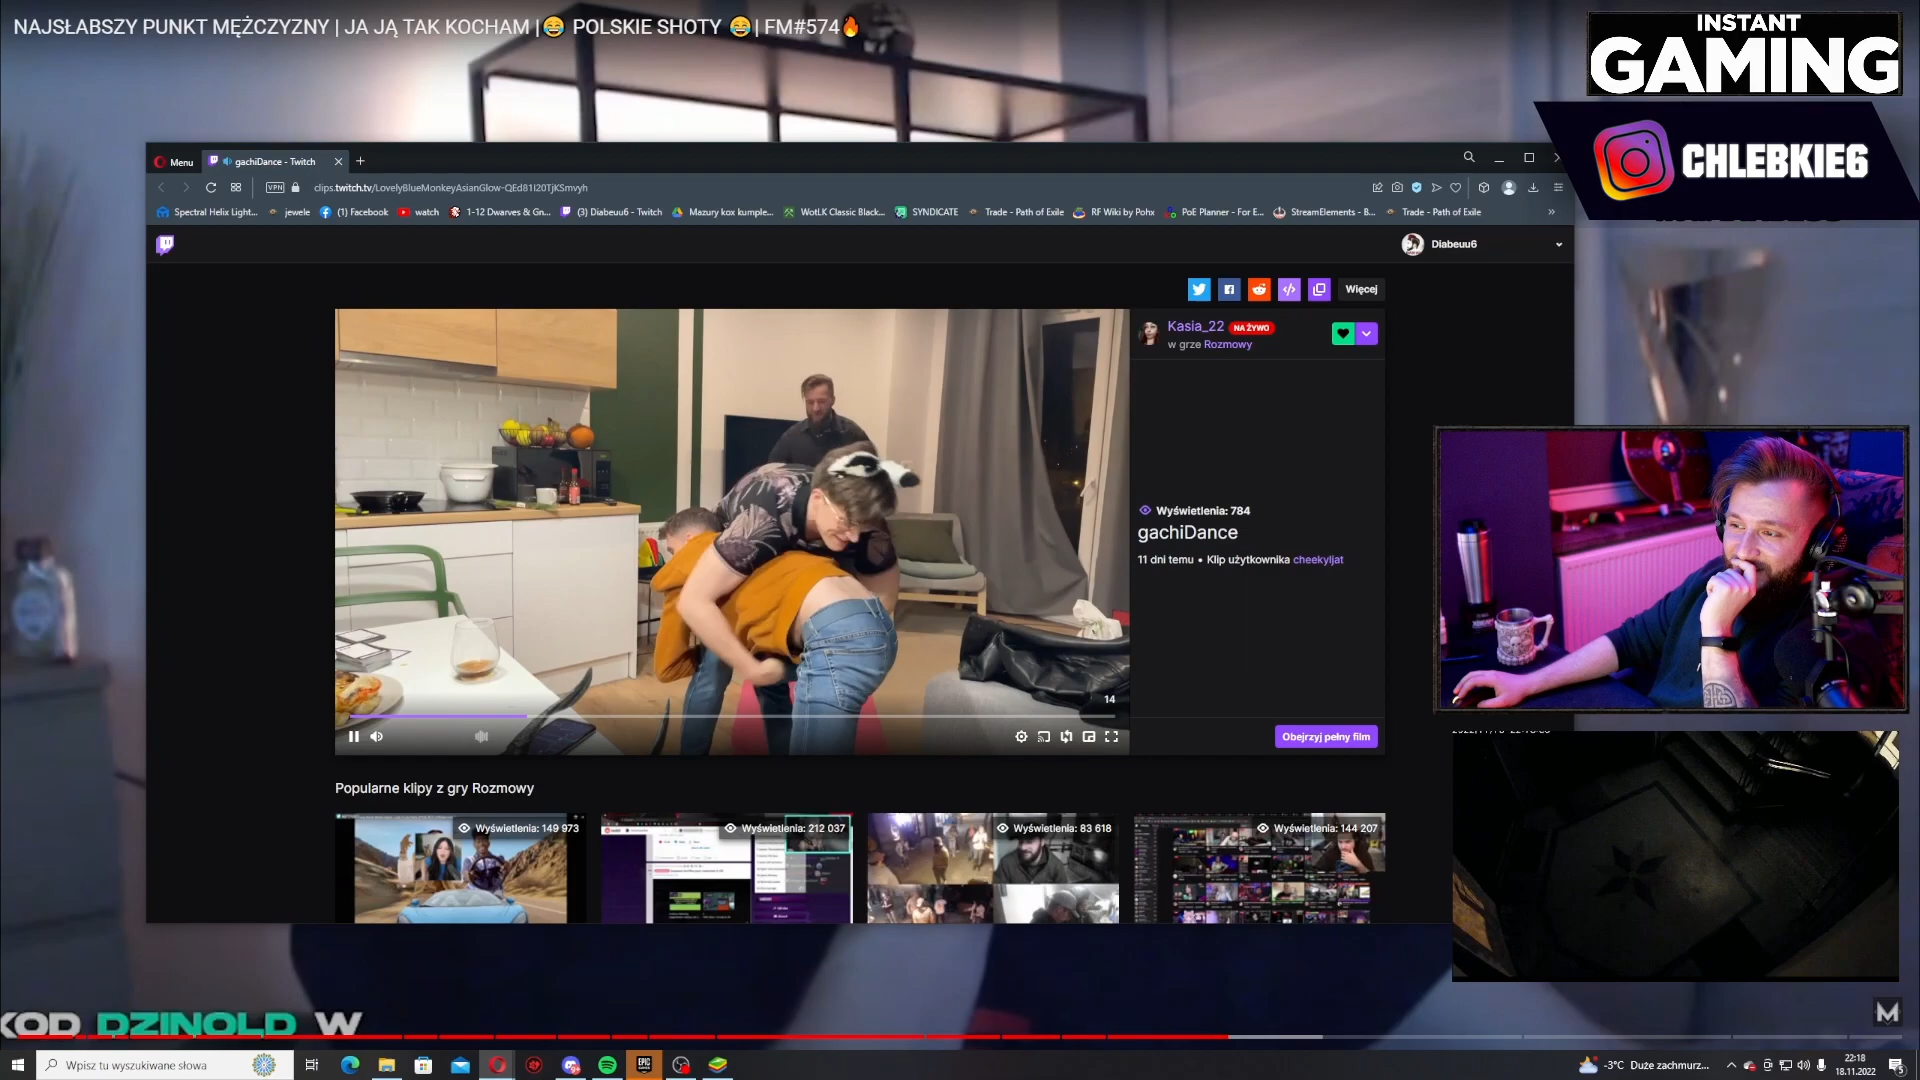 NAJSŁABSZY PUNKT MĘŻCZYZNY | JA JĄ TAK KOCHAM |😂 POLSKIE SHOTY 😂| FM#574🔥
INSTANT
GAMING
CHLEBKIE6
Menu
gachiDance - Twitch
VPN
clips.twitch.tv/LovelyBlueMonkeyAsianGlow-QEd81I20TjKSmvyh
Spectral Helix Light...
jewele
(1) Facebook
watch
1-12 Dwarves & Gn...
(3) Diabeuu6 - Twitch
Mazury kox kumple...
WotLK Classic Black...
SYNDICATE
Trade - Path of Exile
RF Wiki by Pohx
PoE Planner - For E...
StreamElements - B...
Trade - Path of Exile
Diabeuu6
Więcej
Kasia_22 NA ŻYWO
w grze Rozmowy
Wyświetlenia: 784
gachiDance
11 dni temu • Klip użytkownika cheekyljat
14
Obejrzyj pełny film
Popularne klipy z gry Rozmowy
Wyświetlenia: 149 973
Wyświetlenia: 212 037
Wyświetlenia: 83 618
Wyświetlenia: 144 207
KOD DZINOLD W
Wpisz tu wyszukiwane słowa
-3°C Duże zachmurz...
22:18
18.11.2022